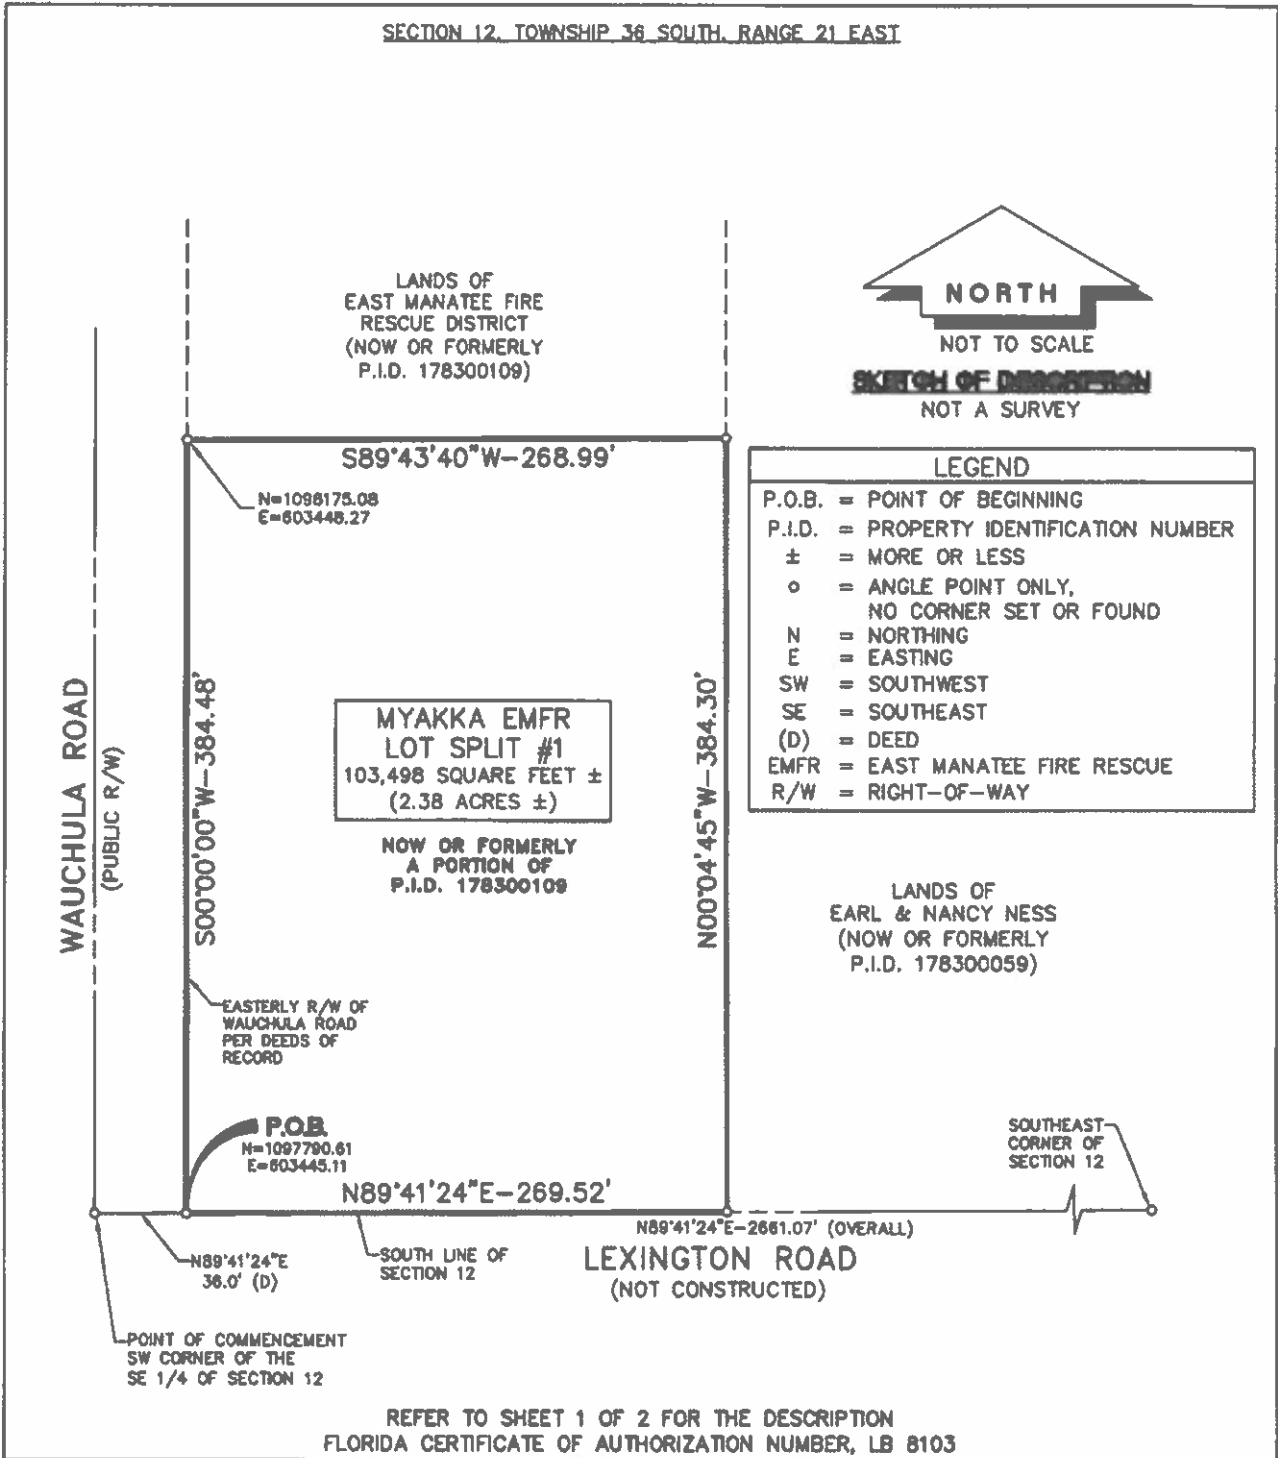 SECTION 12, TOWNSHIP 36 SOUTH, RANGE 21 EAST
LANDS OF
EAST MANATEE FIRE
RESCUE DISTRICT
(NOW OR FORMERLY
P.I.D. 178300109)
NORTH
NOT TO SCALE
SKETCH OF DESCRIPTION
NOT A SURVEY
S89°43'40"W-268.99'
N=1098175.08
E=603448.27
LEGEND
P.O.B. = POINT OF BEGINNING
P.I.D. = PROPERTY IDENTIFICATION NUMBER
± = MORE OR LESS
o = ANGLE POINT ONLY,
NO CORNER SET OR FOUND
N = NORTHING
E = EASTING
SW = SOUTHWEST
SE = SOUTHEAST
(D) = DEED
EMFR = EAST MANATEE FIRE RESCUE
R/W = RIGHT-OF-WAY
WAUCHULA ROAD
(PUBLIC R/W)
S00°00'00"W-384.48'
MYAKKA EMFR
LOT SPLIT #1
103,498 SQUARE FEET ±
(2.38 ACRES ±)
NOW OR FORMERLY
A PORTION OF
P.I.D. 178300109
N00°04'45"W-384.30'
LANDS OF
EARL & NANCY NESS
(NOW OR FORMERLY
P.I.D. 178300059)
EASTERLY R/W OF
WAUCHULA ROAD
PER DEEDS OF
RECORD
P.O.B.
N=1097790.61
E=603445.11
SOUTHEAST
CORNER OF
SECTION 12
N89°41'24"E-269.52'
N89°41'24"E-2661.07' (OVERALL)
N89°41'24"E
36.0' (D)
SOUTH LINE OF
SECTION 12
LEXINGTON ROAD
(NOT CONSTRUCTED)
POINT OF COMMENCEMENT
SW CORNER OF THE
SE 1/4 OF SECTION 12
REFER TO SHEET 1 OF 2 FOR THE DESCRIPTION
FLORIDA CERTIFICATE OF AUTHORIZATION NUMBER, LB 8103